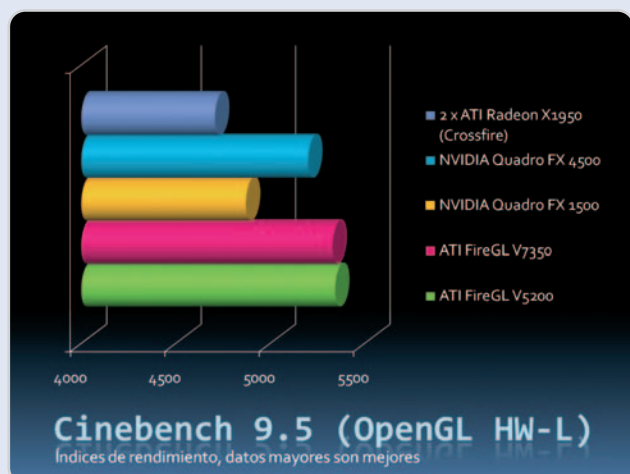 2 x ATI Radeon X1950
(Crossfire)
NVIDIA Quadro FX 4500
NVIDIA Quadro FX 1500
ATI FireGL V7350
ATI FireGL V5200
4000 4500 5000 5500
Cinebench 9.5 (OpenGL HW-L)
Índices de rendimiento, datos mayores son mejores